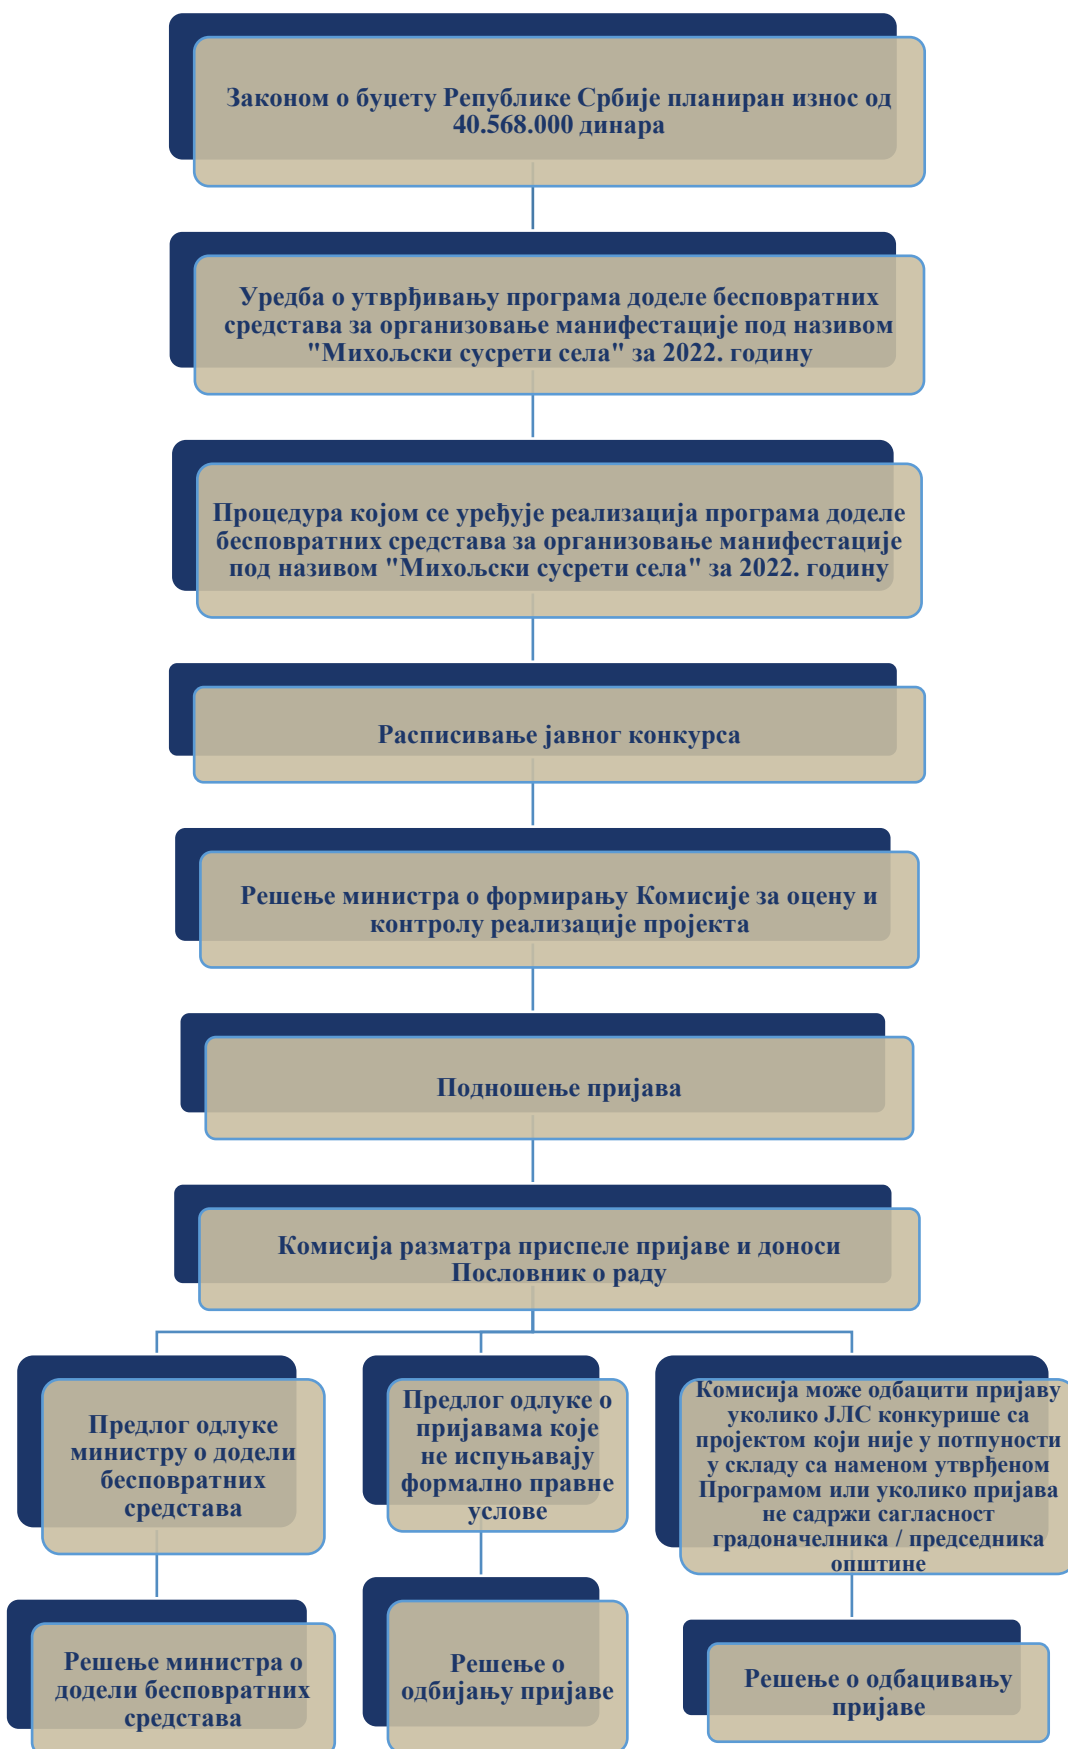 Законом о буџету Републике Србије планиран износ од
40.568.000 динара
Уредба о утврђивању програма доделе бесповратних
средстава за организовање манифестације под називом
"Михољски сусрети села" за 2022. годину
Процедура којом се уређује реализација програма доделе
бесповратних средстава за организовање манифестације
под називом "Михољски сусрети села" за 2022. годину
Расписивање јавног конкурса
Решење министра о формирању Комисије за оцену и
контролу реализације пројекта
Подношење пријава
Комисија разматра приспеле пријаве и доноси
Пословник о раду
Предлог одлуке
министру о додели
бесповратних
средстава
Предлог одлуке о
пријавама које
не испуњавају
формално правне
услове
Комисија може одбацити пријаву
уколико ЈЛС конкурише са
пројектом који није у потпуности
у складу са наменом утврђеном
Програмом или уколико пријава
не садржи сагласност
градоначелника / председника
општине
Решење министра о
додели бесповратних
средстава
Решење о
одбијању пријаве
Решење о одбацивању
пријаве